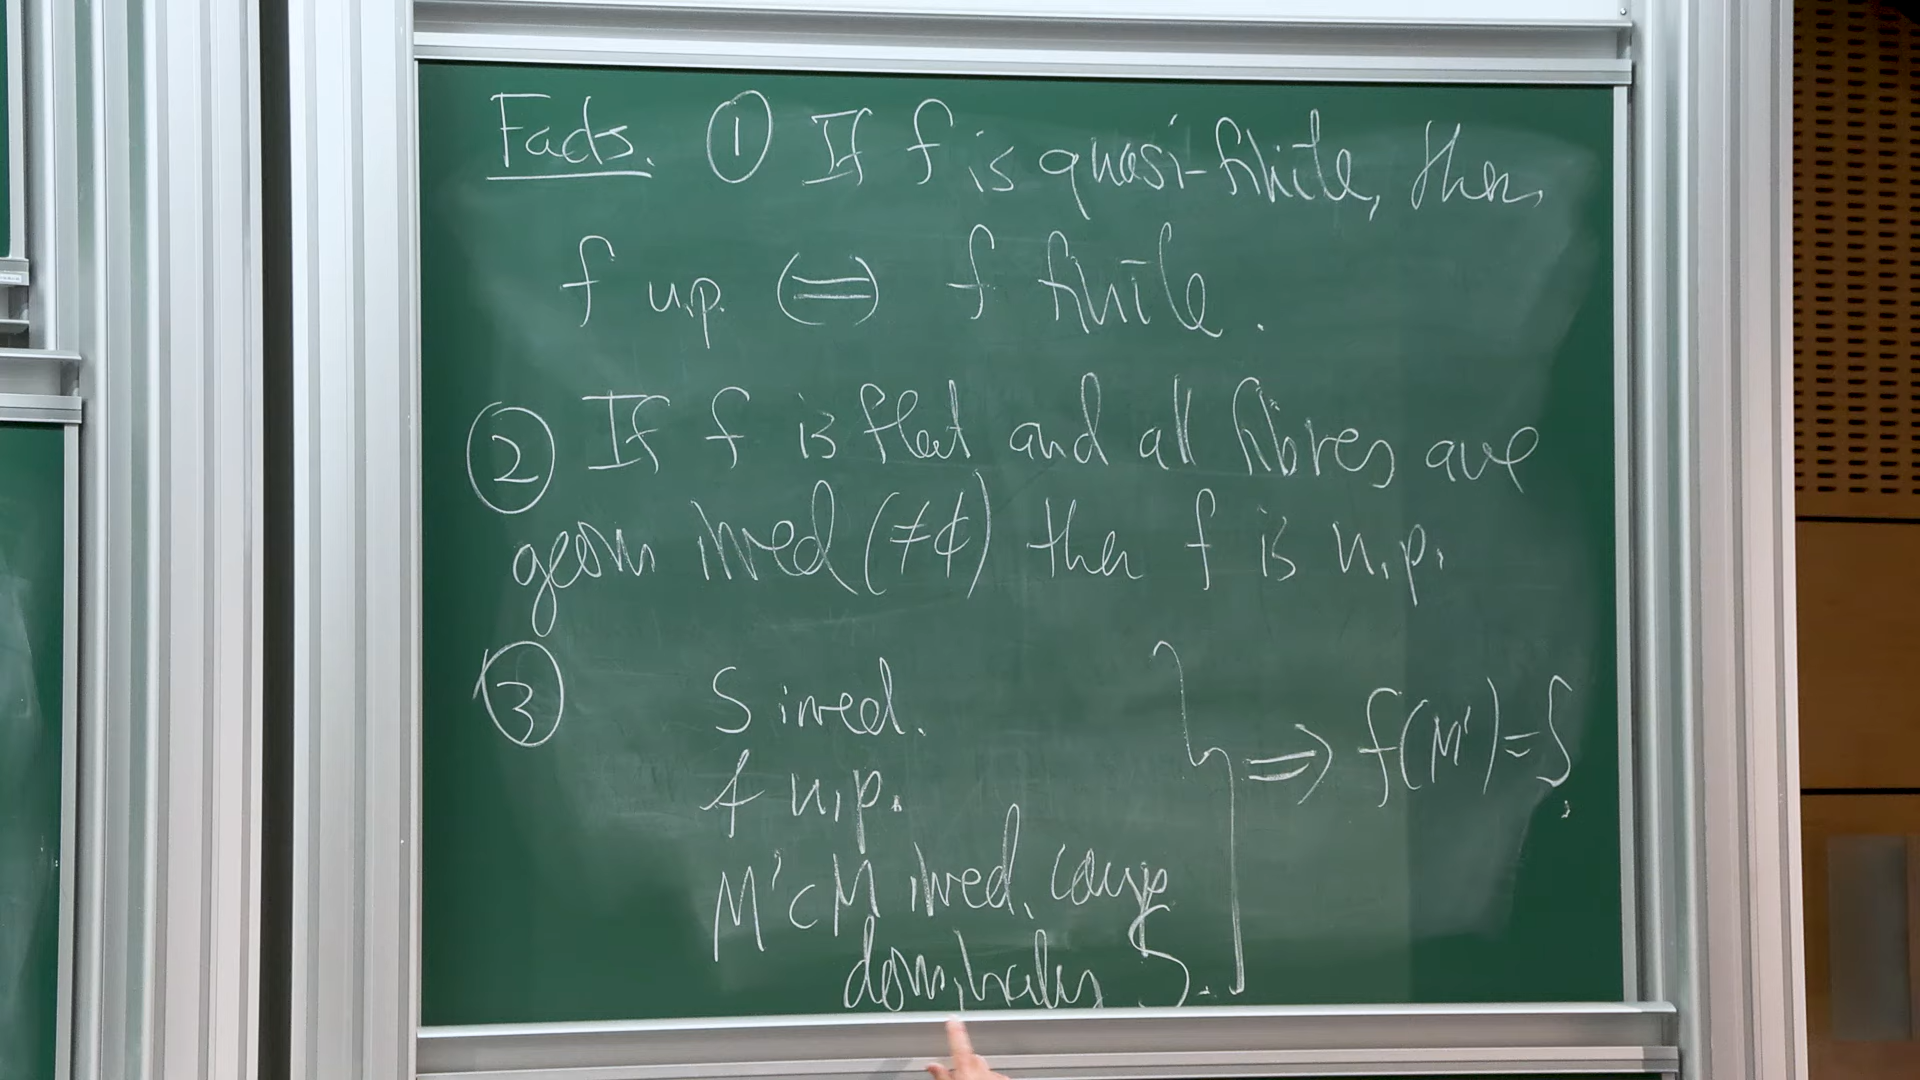 Facts. ① If f is quasi-finite, then
f u.p. (⟺) f finite.
② If f is flat and all fibres are
geom irred (≠∅) then f is u.p.
③ S irred.
f u.p.
M' ⊂ M irred. comp
dominates S.
⟹ f(M') = S